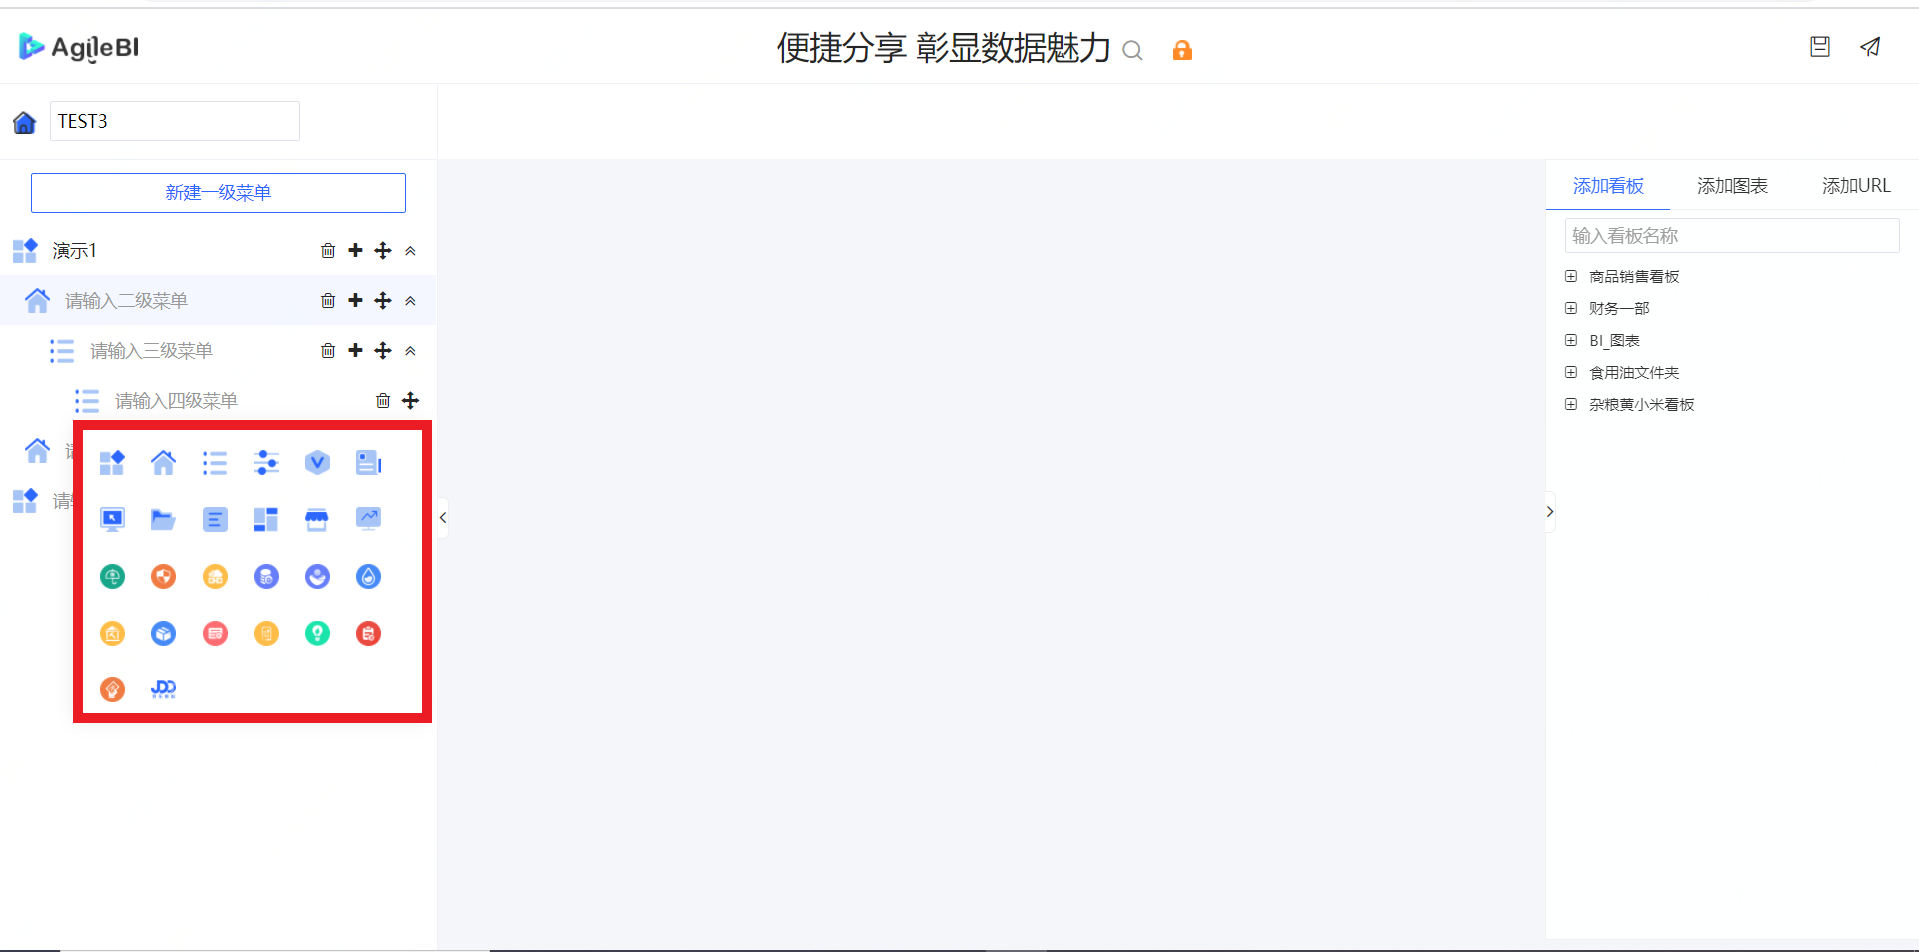 AgileBI
便捷分享 彰显数据魅力
TEST3
新建一级菜单
演示1
请输入二级菜单
请输入三级菜单
请输入四级菜单
请
JDD
添加看板
添加图表
添加URL
输入看板名称
商品销售看板
财务一部
BI_图表
食用油文件夹
杂粮黄小米看板